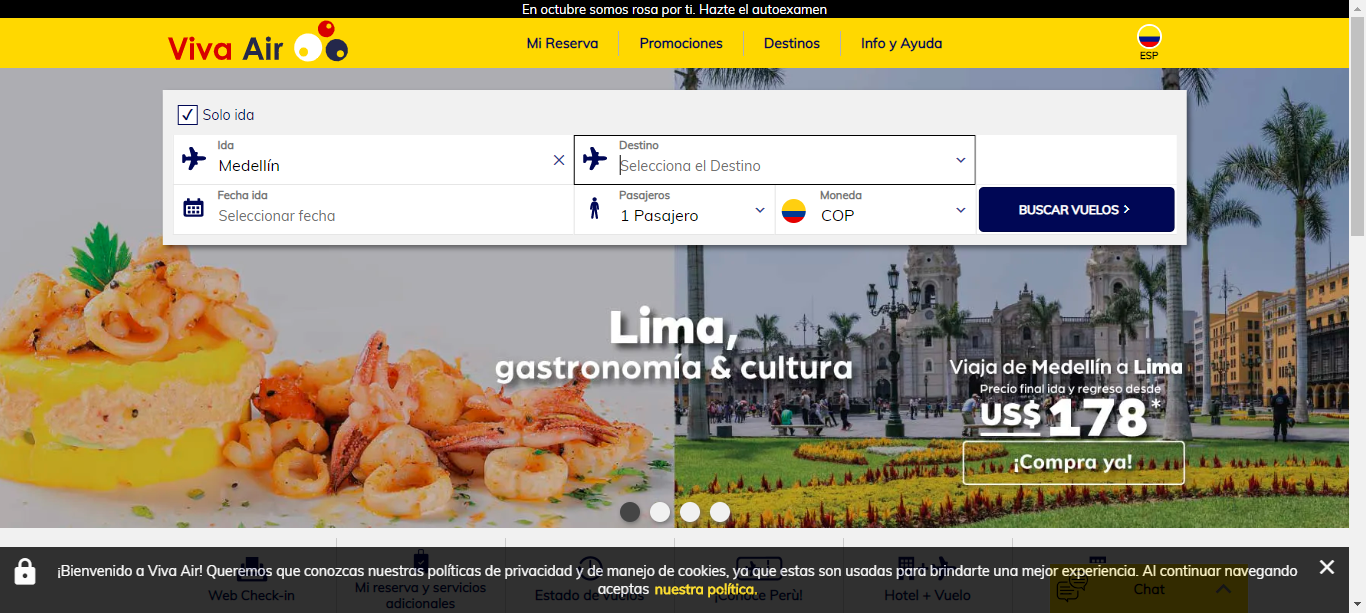 En octubre somos rosa por ti. Hazte el autoexamen
Viva Air
Mi Reserva
Promociones
Destinos
Info y Ayuda
ESP
Solo ida
Ida
Medellín
Destino
Selecciona el Destino
Fecha ida
Seleccionar fecha
Pasajeros
1 Pasajero
Moneda
COP
BUSCAR VUELOS
Lima,
gastronomía & cultura
Viaja de Medellín a Lima
Precio final ida y regreso desde
US$ 178*
¡Compra ya!
¡Bienvenido a Viva Air! Queremos que conozcas nuestras políticas de privacidad y de manejo de cookies, ya que estas son usadas para brindarte una mejor experiencia. Al continuar navegando
aceptas nuestra política.
Web Check-in
Mi reserva y servicios
adicionales
Estado de vuelos
¡Conoce Perù!
Hotel + Vuelo
Chat